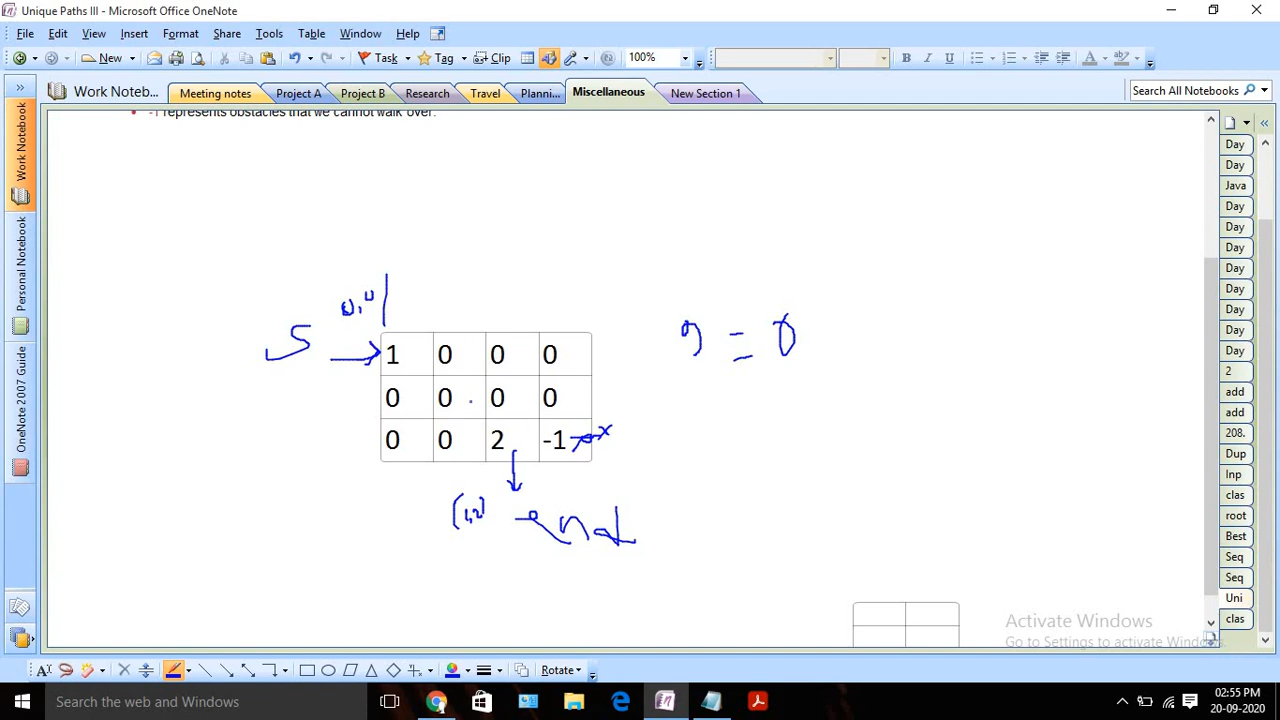 Unique Paths III - Microsoft Office OneNote
File Edit View Insert Format Share Tools Table Window Help
New Task Tag Clip 100% B I U
Work Noteb... Meeting notes Project A Project B Research Travel Planni... Miscellaneous New Section 1 Search All Notebooks
Work Notebook
Personal Notebook
OneNote 2007 Guide
-1 represents obstacles that we cannot walk over.
S 0,0
1 0 0 0
0 0 0 0
0 0 2 -1 x
= 0
end
Day
Day
Java
Day
Day
Day
Day
Day
Day
Day
Day
2
add
add
208.
Dup
Inp
clas
root
Best
Seq
Seq
Uni
clas
Activate Windows
Go to Settings to activate Windows.
A Rotate
Search the web and Windows
02:55 PM
20-09-2020